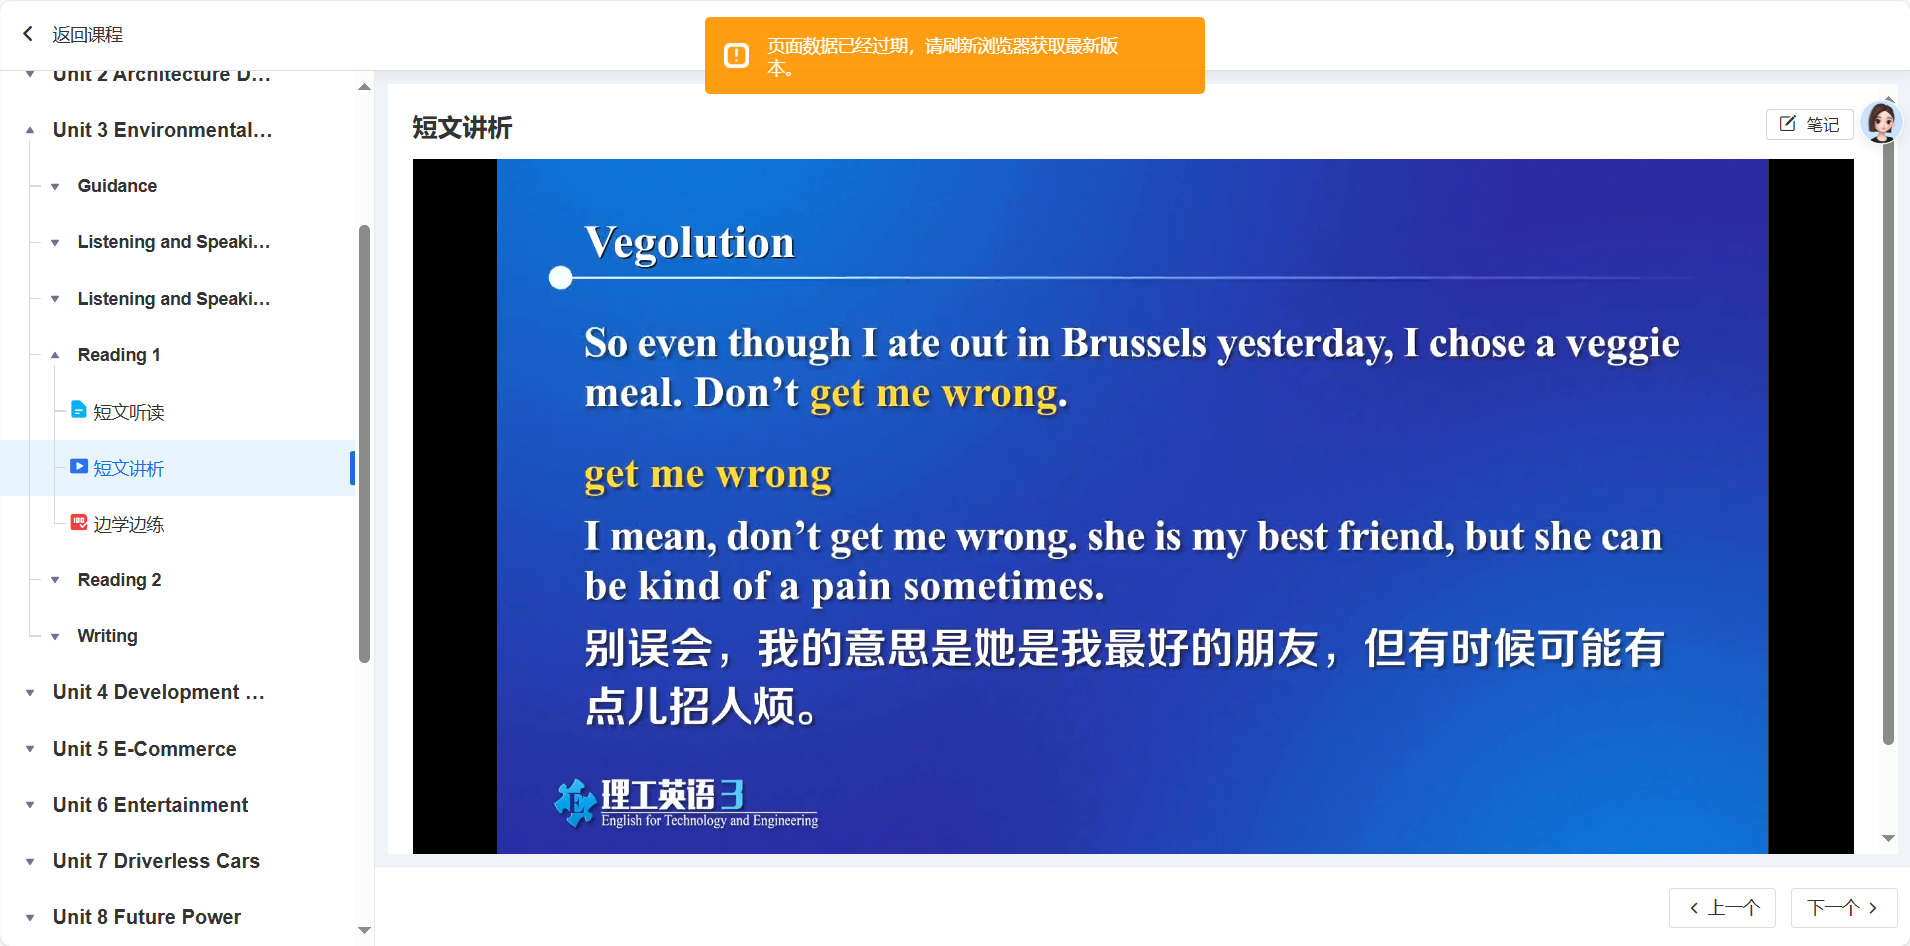 返回课程
页面数据已经过期，请刷新浏览器获取最新版
本。
Unit 2 Architecture D...
Unit 3 Environmental...
Guidance
Listening and Speaki...
Listening and Speaki...
Reading 1
短文听读
短文讲析
边学边练
Reading 2
Writing
Unit 4 Development ...
Unit 5 E-Commerce
Unit 6 Entertainment
Unit 7 Driverless Cars
Unit 8 Future Power
短文讲析
笔记
Vegolution
So even though I ate out in Brussels yesterday, I chose a veggie
meal. Don’t get me wrong.
get me wrong
I mean, don’t get me wrong. she is my best friend, but she can
be kind of a pain sometimes.
别误会，我的意思是她是我最好的朋友，但有时候可能有
点儿招人烦。
理工英语3
English for Technology and Engineering
上一个
下一个